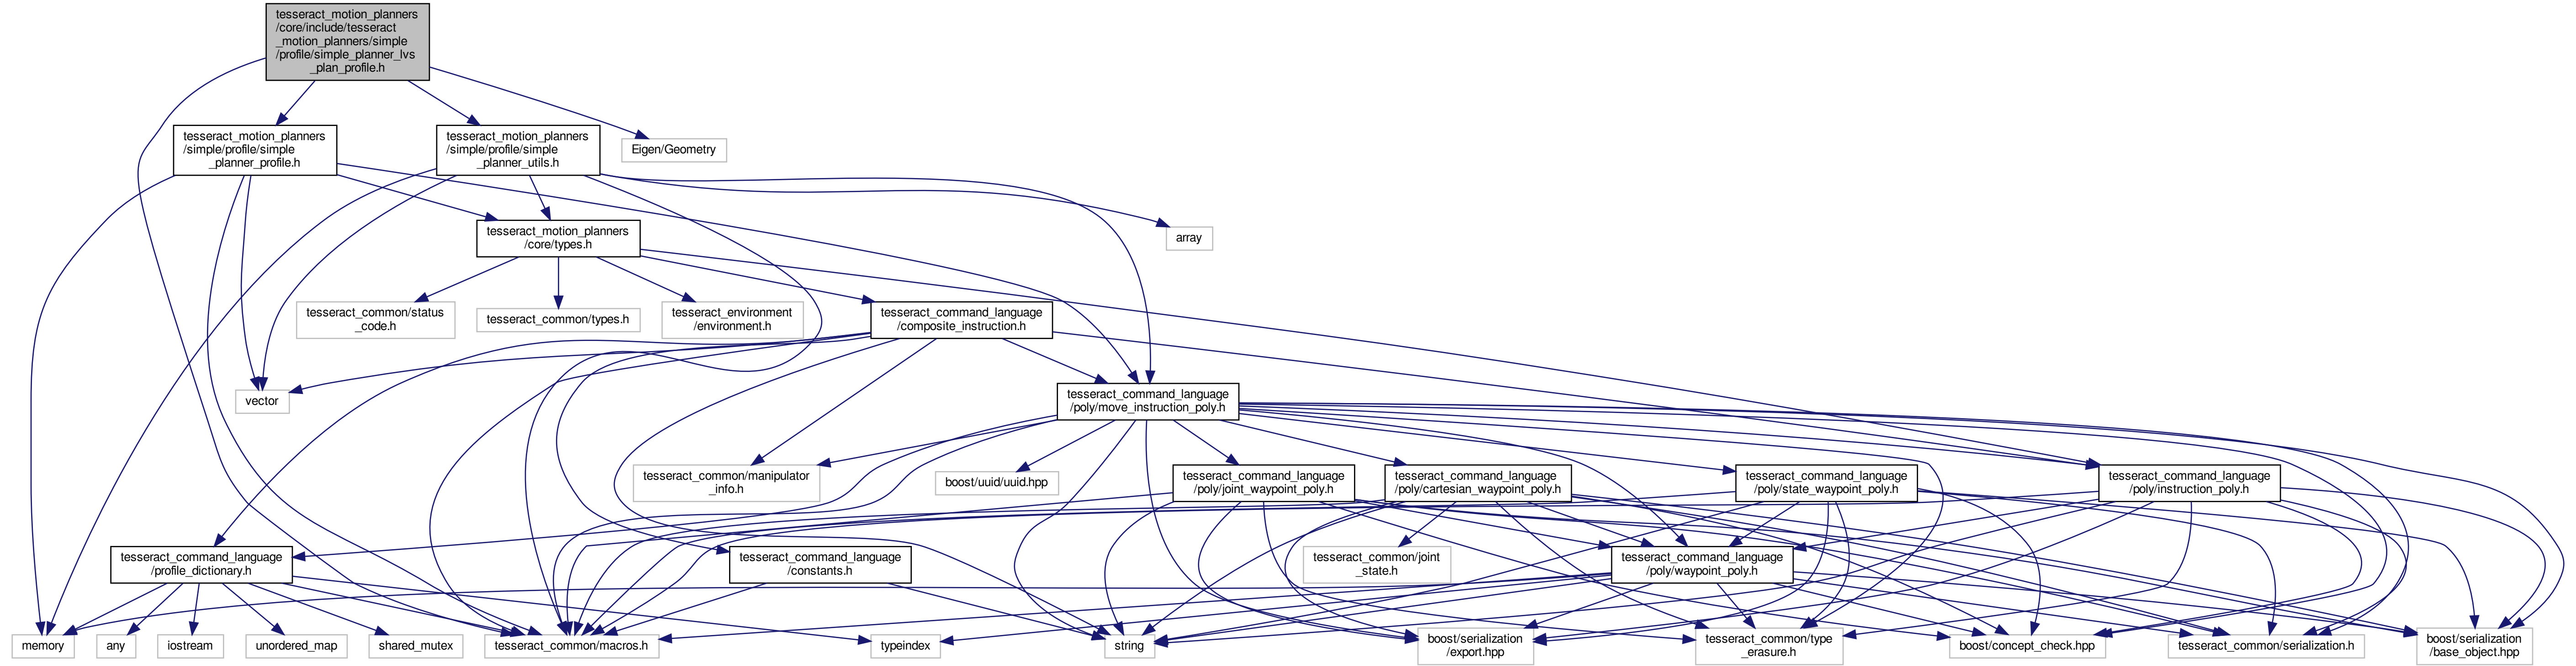 tesseract_motion_planners
/core/include/tesseract
_motion_planners/simple
/profile/simple_planner_lvs
_plan_profile.h
tesseract_motion_planners
/simple/profile/simple
_planner_profile.h
tesseract_motion_planners
/simple/profile/simple
_planner_utils.h
Eigen/Geometry
tesseract_motion_planners
/core/types.h
array
tesseract_common/status
_code.h
tesseract_common/types.h
tesseract_environment
/environment.h
tesseract_command_language
/composite_instruction.h
vector
tesseract_command_language
/poly/move_instruction_poly.h
tesseract_common/manipulator
_info.h
boost/uuid/uuid.hpp
tesseract_command_language
/poly/joint_waypoint_poly.h
tesseract_command_language
/poly/cartesian_waypoint_poly.h
tesseract_command_language
/poly/state_waypoint_poly.h
tesseract_command_language
/poly/instruction_poly.h
tesseract_command_language
/profile_dictionary.h
tesseract_command_language
/constants.h
tesseract_common/joint
_state.h
tesseract_command_language
/poly/waypoint_poly.h
memory
any
iostream
unordered_map
shared_mutex
tesseract_common/macros.h
typeindex
string
boost/serialization
/export.hpp
tesseract_common/type
_erasure.h
boost/concept_check.hpp
tesseract_common/serialization.h
boost/serialization
/base_object.hpp